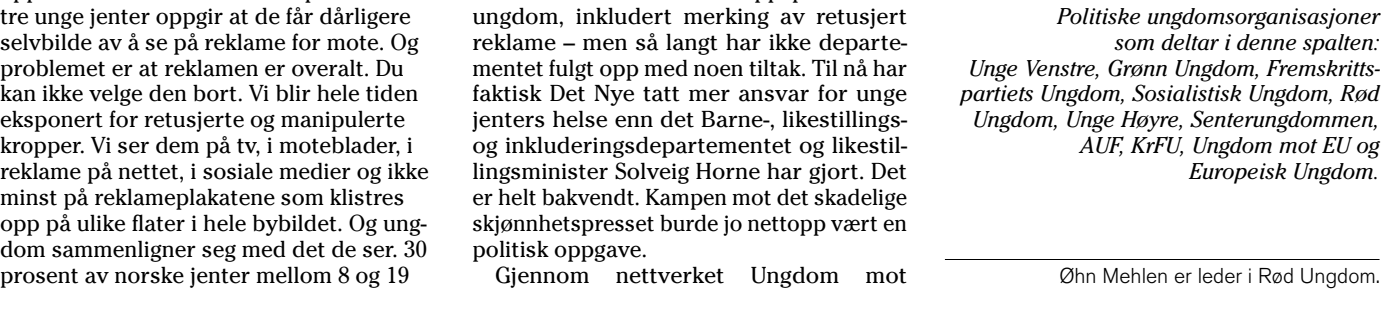 tre unge jenter oppgir at de får dårligere
selvbilde av å se på reklame for mote. Og
problemet er at reklamen er overalt. Du
kan ikke velge den bort. Vi blir hele tiden
eksponert for retusjerte og manipulerte
kropper. Vi ser dem på tv, i moteblader, i
reklame på nettet, i sosiale medier og ikke
minst på reklameplakatene som klistres
opp på ulike flater i hele bybildet. Og ung-
dom sammenligner seg med det de ser. 30
prosent av norske jenter mellom 8 og 19
ungdom, inkludert merking av retusjert
reklame – men så langt har ikke departe-
mentet fulgt opp med noen tiltak. Til nå har
faktisk Det Nye tatt mer ansvar for unge
jenters helse enn det Barne-, likestillings-
og inkluderingsdepartementet og likestil-
lingsminister Solveig Horne har gjort. Det
er helt bakvendt. Kampen mot det skadelige
skjønnhetspresset burde jo nettopp vært en
politisk oppgave.
Gjennom nettverket Ungdom mot
Politiske ungdomsorganisasjoner
som deltar i denne spalten:
Unge Venstre, Grønn Ungdom, Fremskritts-
partiets Ungdom, Sosialistisk Ungdom, Rød
Ungdom, Unge Høyre, Senterungdommen,
AUF, KrFU, Ungdom mot EU og
Europeisk Ungdom.
Øhn Mehlen er leder i Rød Ungdom.